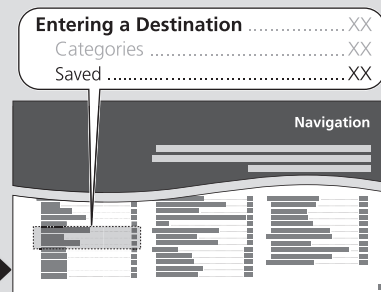 Entering a Destination .................... XX
Categories ........................................ XX
Saved ................................................ XX
Navigation